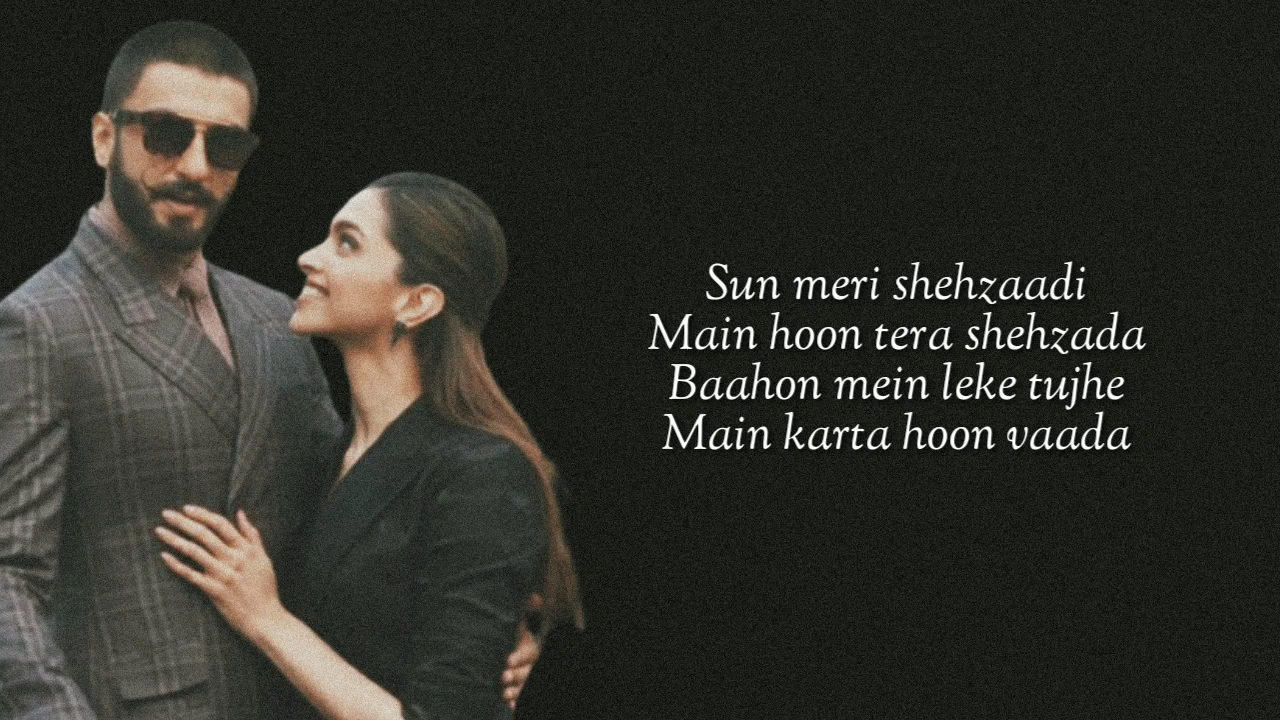 Sun meri shehzaadi
Main hoon tera shehzada
Baahon mein leke tujhe
Main karta hoon vaada